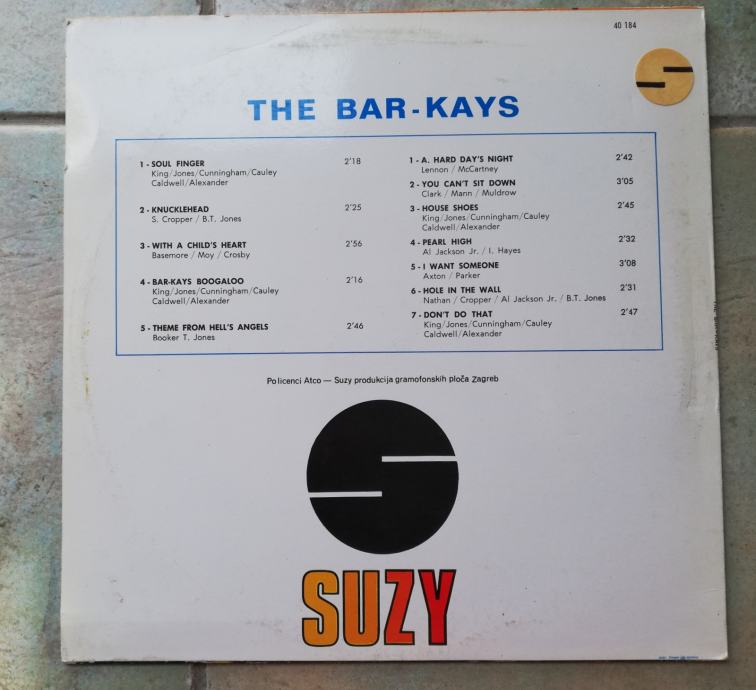 40 184
THE BAR-KAYS
1 - SOUL FINGER 2'18
King/Jones/Cunningham/Cauley
Caldwell/Alexander
2 - KNUCKLEHEAD 2'25
S. Cropper / B.T. Jones
3 - WITH A CHILD'S HEART 2'56
Basemore / Moy / Crosby
4 - BAR-KAYS BOOGALOO 2'16
King/Jones/Cunningham/Cauley
Caldwell/Alexander
5 - THEME FROM HELL'S ANGELS 2'46
Booker T. Jones
1 - A. HARD DAY'S NIGHT 2'42
Lennon / McCartney
2 - YOU CAN'T SIT DOWN 3'05
Clark / Mann / Muldrow
3 - HOUSE SHOES 2'45
King/Jones/Cunningham/Cauley
Caldwell/Alexander
4 - PEARL HIGH 2'32
Al Jackson Jr. / I. Hayes
5 - I WANT SOMEONE 3'08
Axton / Parker
6 - HOLE IN THE WALL 2'31
Nathan / Cropper / Al Jackson Jr. / B.T. Jones
7 - DON'T DO THAT 2'47
King/Jones/Cunningham/Cauley
Caldwell/Alexander
Po licenci Atco — Suzy produkcija gramofonskih ploča Zagreb
SUZY